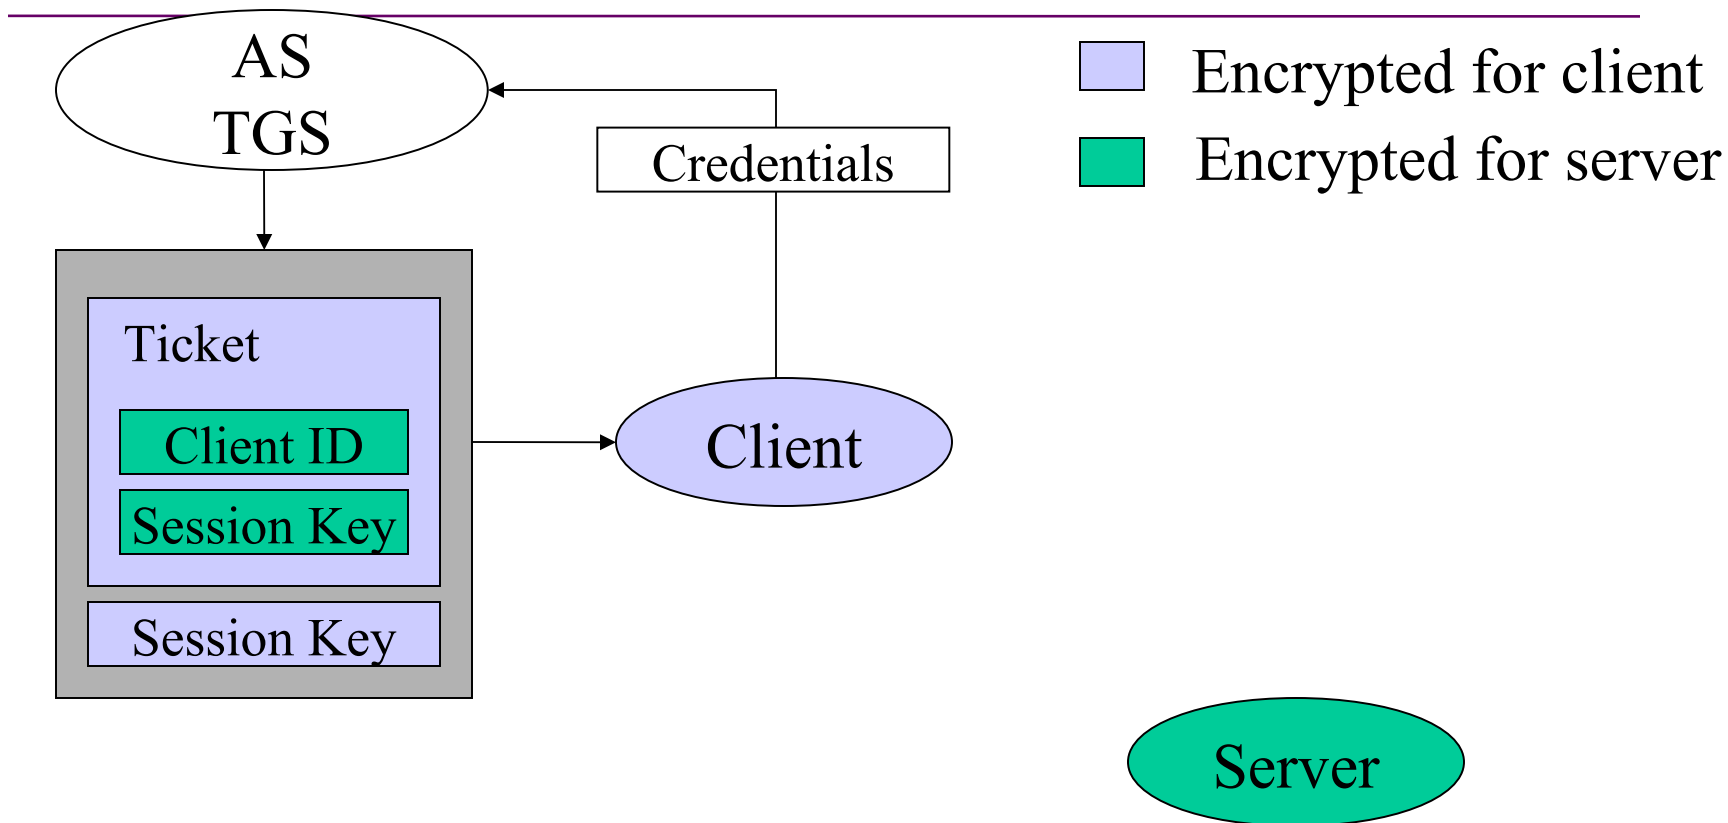 AS
TGS
Credentials
Encrypted for client
Encrypted for server
Ticket
Client ID
Session Key
Session Key
Client
Server